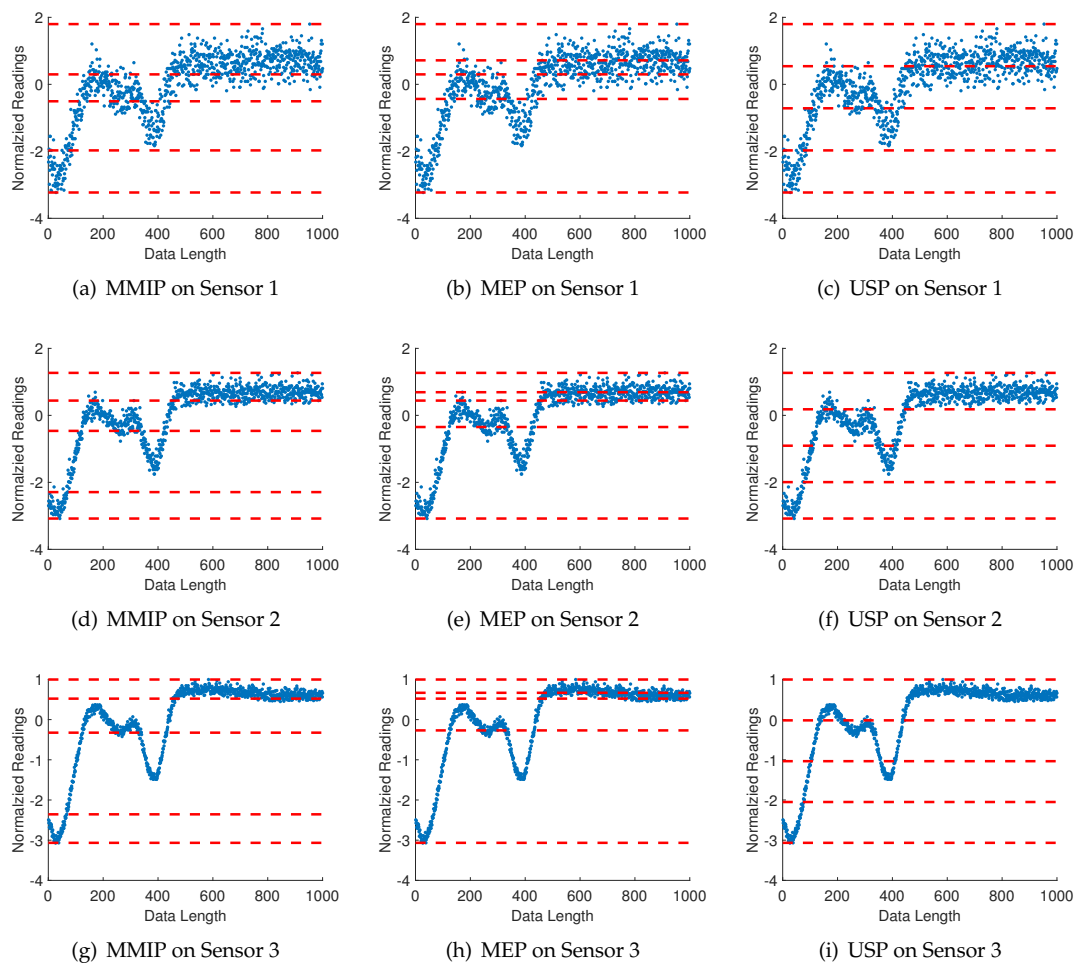 2
0
-2
-4
Normalzied Readings
0 200 400 600 800 1000
Data Length
(a) MMIP on Sensor 1
2
0
-2
-4
Normalzied Readings
0 200 400 600 800 1000
Data Length
(b) MEP on Sensor 1
2
0
-2
-4
Normalzied Readings
0 200 400 600 800 1000
Data Length
(c) USP on Sensor 1
2
0
-2
-4
Normalzied Readings
0 200 400 600 800 1000
Data Length
(d) MMIP on Sensor 2
2
0
-2
-4
Normalzied Readings
0 200 400 600 800 1000
Data Length
(e) MEP on Sensor 2
2
0
-2
-4
Normalzied Readings
0 200 400 600 800 1000
Data Length
(f) USP on Sensor 2
1
0
-1
-2
-3
-4
Normalzied Readings
0 200 400 600 800 1000
Data Length
(g) MMIP on Sensor 3
1
0
-1
-2
-3
-4
Normalzied Readings
0 200 400 600 800 1000
Data Length
(h) MEP on Sensor 3
1
0
-1
-2
-3
-4
Normalzied Readings
0 200 400 600 800 1000
Data Length
(i) USP on Sensor 3